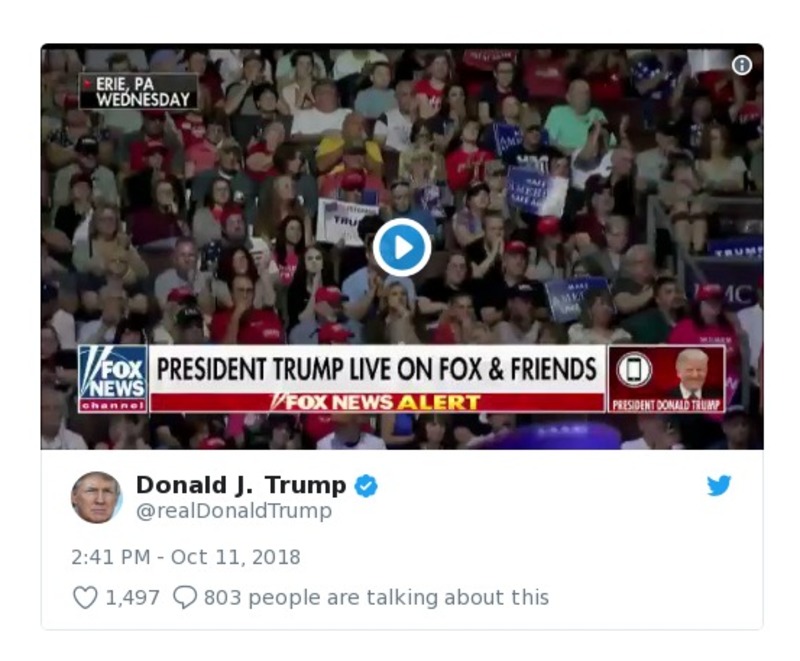 ERIE, PA
WEDNESDAY
TRUMP
FOX
NEWS
channel
PRESIDENT TRUMP LIVE ON FOX & FRIENDS
FOX NEWS ALERT
PRESIDENT DONALD TRUMP
Donald J. Trump
@realDonaldTrump
2:41 PM - Oct 11, 2018
1,497 803 people are talking about this